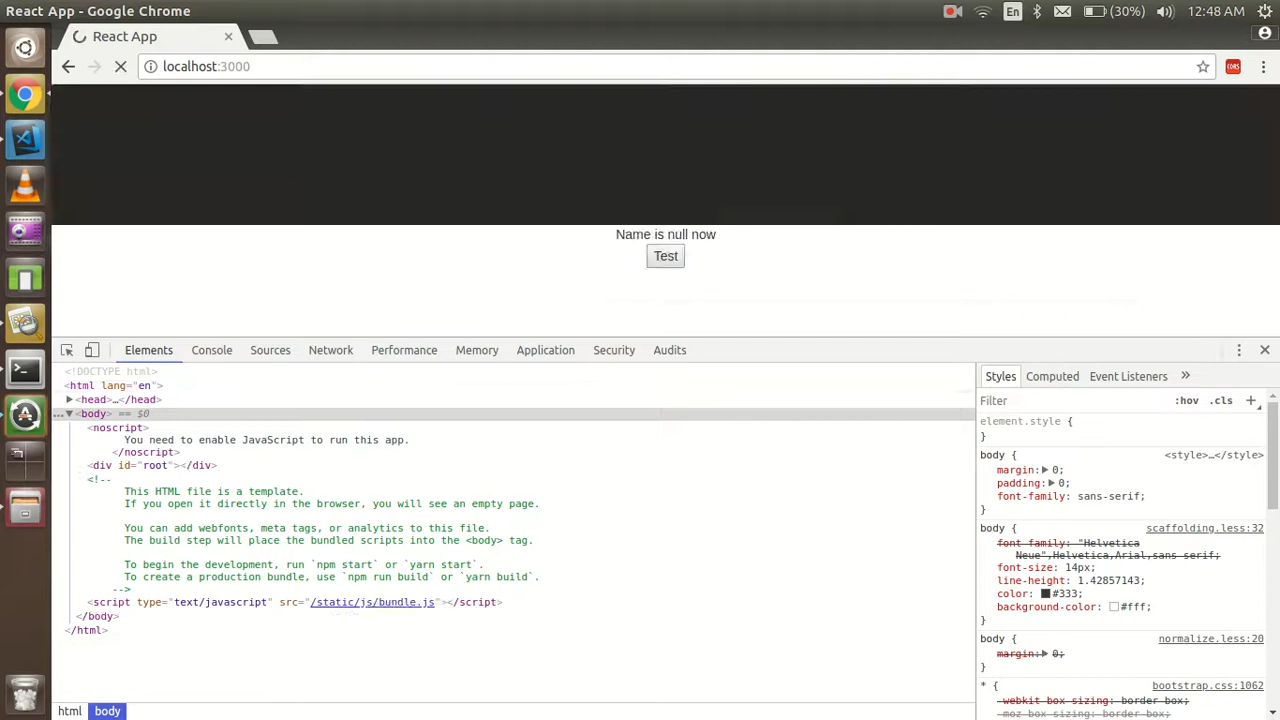 React App - Google Chrome
En
(30%)
12:48 AM
React App
localhost:3000
CORS
Name is null now
Test
Elements
Console
Sources
Network
Performance
Memory
Application
Security
Audits
<!DOCTYPE html>
<html lang="en">
<head>…</head>
<body> == $0
<noscript>
You need to enable JavaScript to run this app.
</noscript>
<div id="root"></div>
<!--
This HTML file is a template.
If you open it directly in the browser, you will see an empty page.
You can add webfonts, meta tags, or analytics to this file.
The build step will place the bundled scripts into the <body> tag.
To begin the development, run `npm start` or `yarn start`.
To create a production bundle, use `npm run build` or `yarn build`.
-->
<script type="text/javascript" src="/static/js/bundle.js"></script>
</body>
</html>
html
body
Styles
Computed
Event Listeners
»
Filter
:hov
.cls
+
element.style {
}
body {
<style>…</style>
margin: 0;
padding: 0;
font-family: sans-serif;
}
body {
scaffolding.less:32
font-family: "Helvetica
Neue",Helvetica,Arial,sans-serif;
font-size: 14px;
line-height: 1.42857143;
color: #333;
background-color: #fff;
}
body {
normalize.less:20
margin: 0;
}
* {
bootstrap.css:1062
-webkit-box-sizing: border-box;
-moz-box-sizing: border-box;